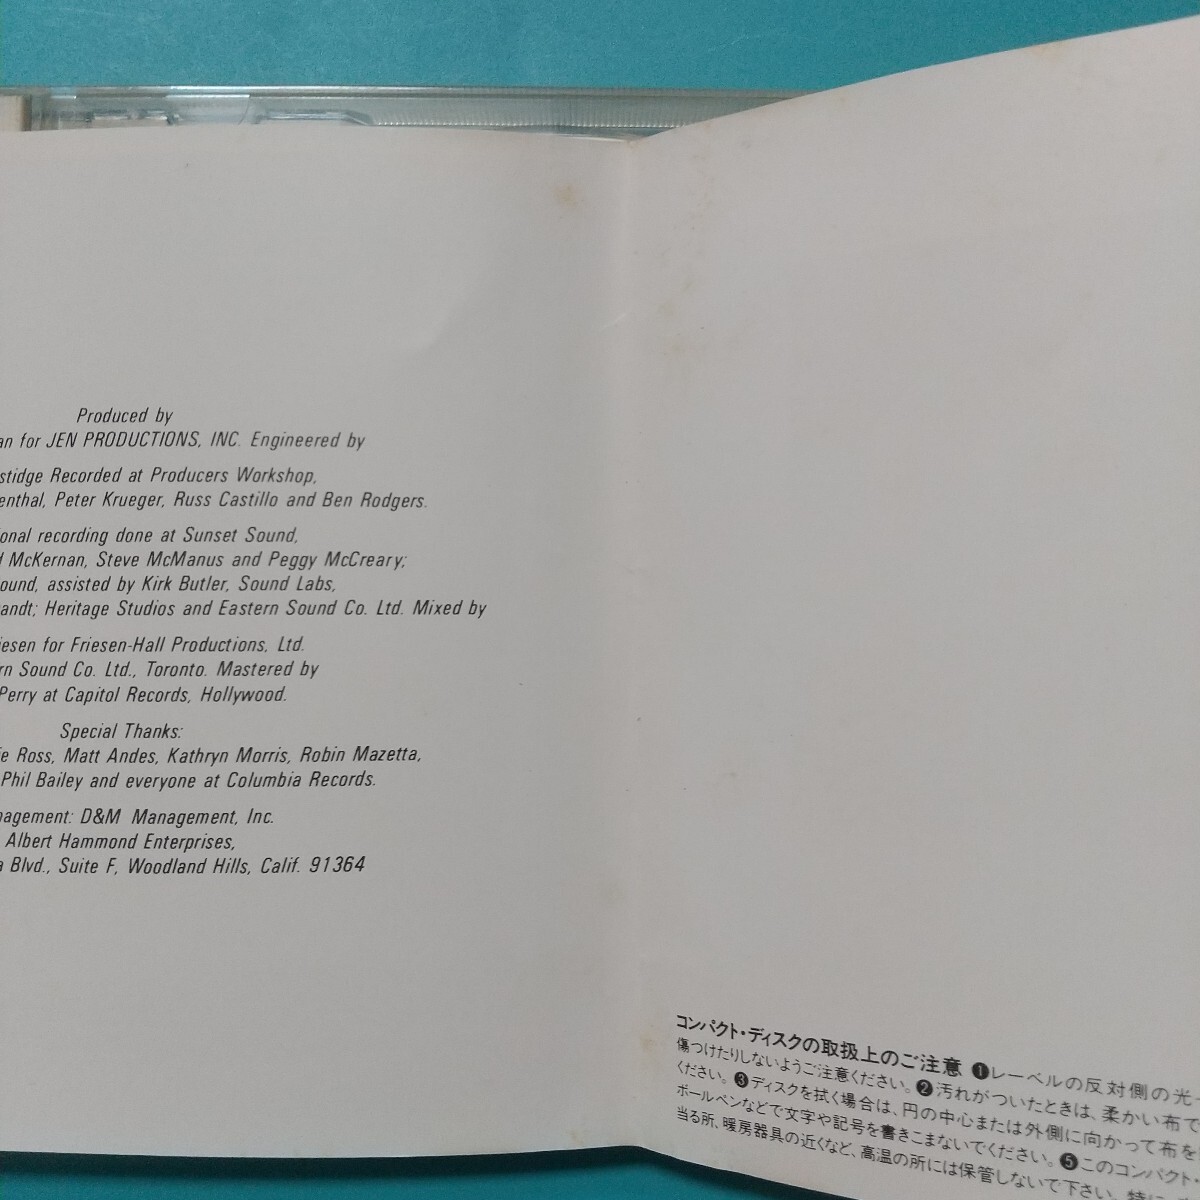 Produced by
an for JEN PRODUCTIONS, INC. Engineered by
stidge Recorded at Producers Workshop,
enthal, Peter Krueger, Russ Castillo and Ben Rodgers.
ional recording done at Sunset Sound,
d McKernan, Steve McManus and Peggy McCreary;
ound, assisted by Kirk Butler, Sound Labs,
andt; Heritage Studios and Eastern Sound Co. Ltd. Mixed by
iesen for Friesen-Hall Productions, Ltd.
rn Sound Co. Ltd., Toronto. Mastered by
Perry at Capitol Records, Hollywood.
Special Thanks:
ie Ross, Matt Andes, Kathryn Morris, Robin Mazetta,
Phil Bailey and everyone at Columbia Records.
nagement: D&M Management, Inc.
Albert Hammond Enterprises,
a Blvd., Suite F, Woodland Hills, Calif. 91364
コンパクト・ディスクの取扱上のご注意 ❶レーベルの反対側の光
傷つけたりしないようご注意ください。❷汚れがついたときは、柔かい布で
ください。❸ディスクを拭く場合は、円の中心または外側に向かって布を
ボールペンなどで文字や記号を書きこまないでください。❺このコンパクト・
当る所、暖房器具の近くなど、高温の所には保管しないで下さい。